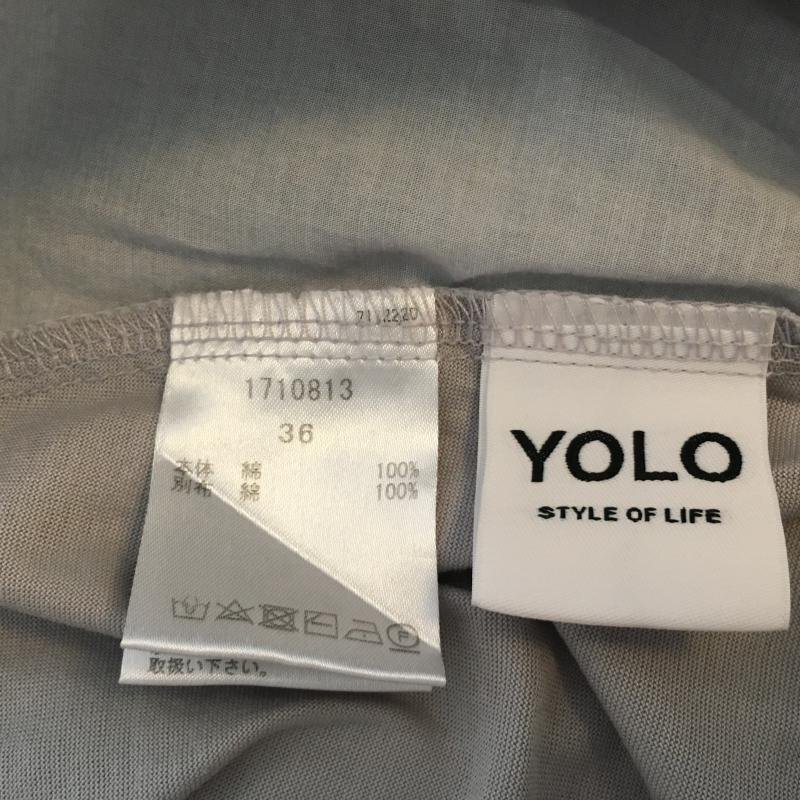 1710813
36
本体 綿 100%
別布 綿 100%
P
取扱い下さい。
YOLO
STYLE OF LIFE